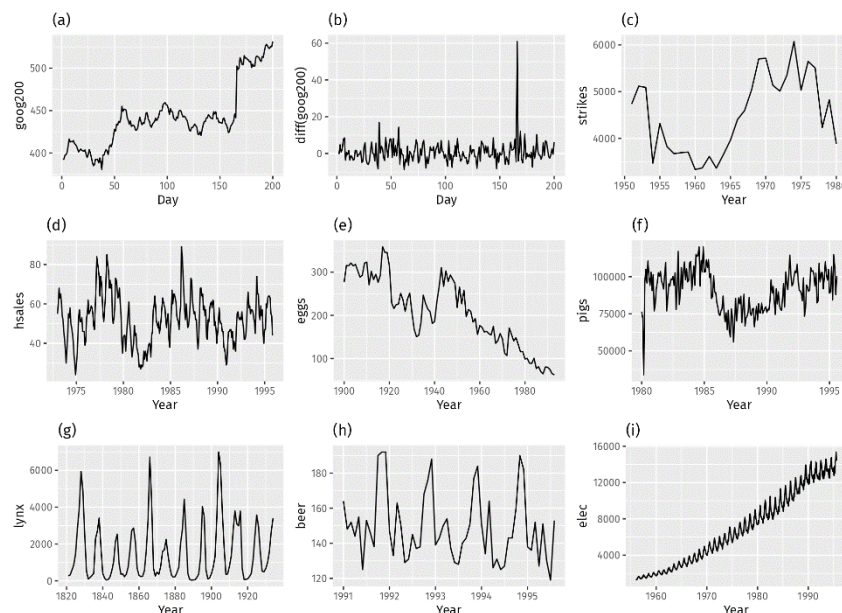 (a)
goog200
500
450
400
0
50
100
150
200
Day
(b)
diff(goog200)
60
40
20
0
0
50
100
150
200
Day
(c)
strikes
6000
5000
4000
1950
1955
1960
1965
1970
1975
1980
Year
(d)
hsales
80
60
40
1975
1980
1985
1990
1995
Year
(e)
eggs
300
200
100
1900
1920
1940
1960
1980
Year
(f)
pigs
100000
75000
50000
1980
1985
1990
1995
Year
(g)
lynx
6000
4000
2000
0
1820
1840
1860
1880
1900
1920
Year
(h)
beer
180
160
140
120
1991
1992
1993
1994
1995
Year
(i)
elec
16000
12000
8000
4000
1960
1970
1980
1990
Year